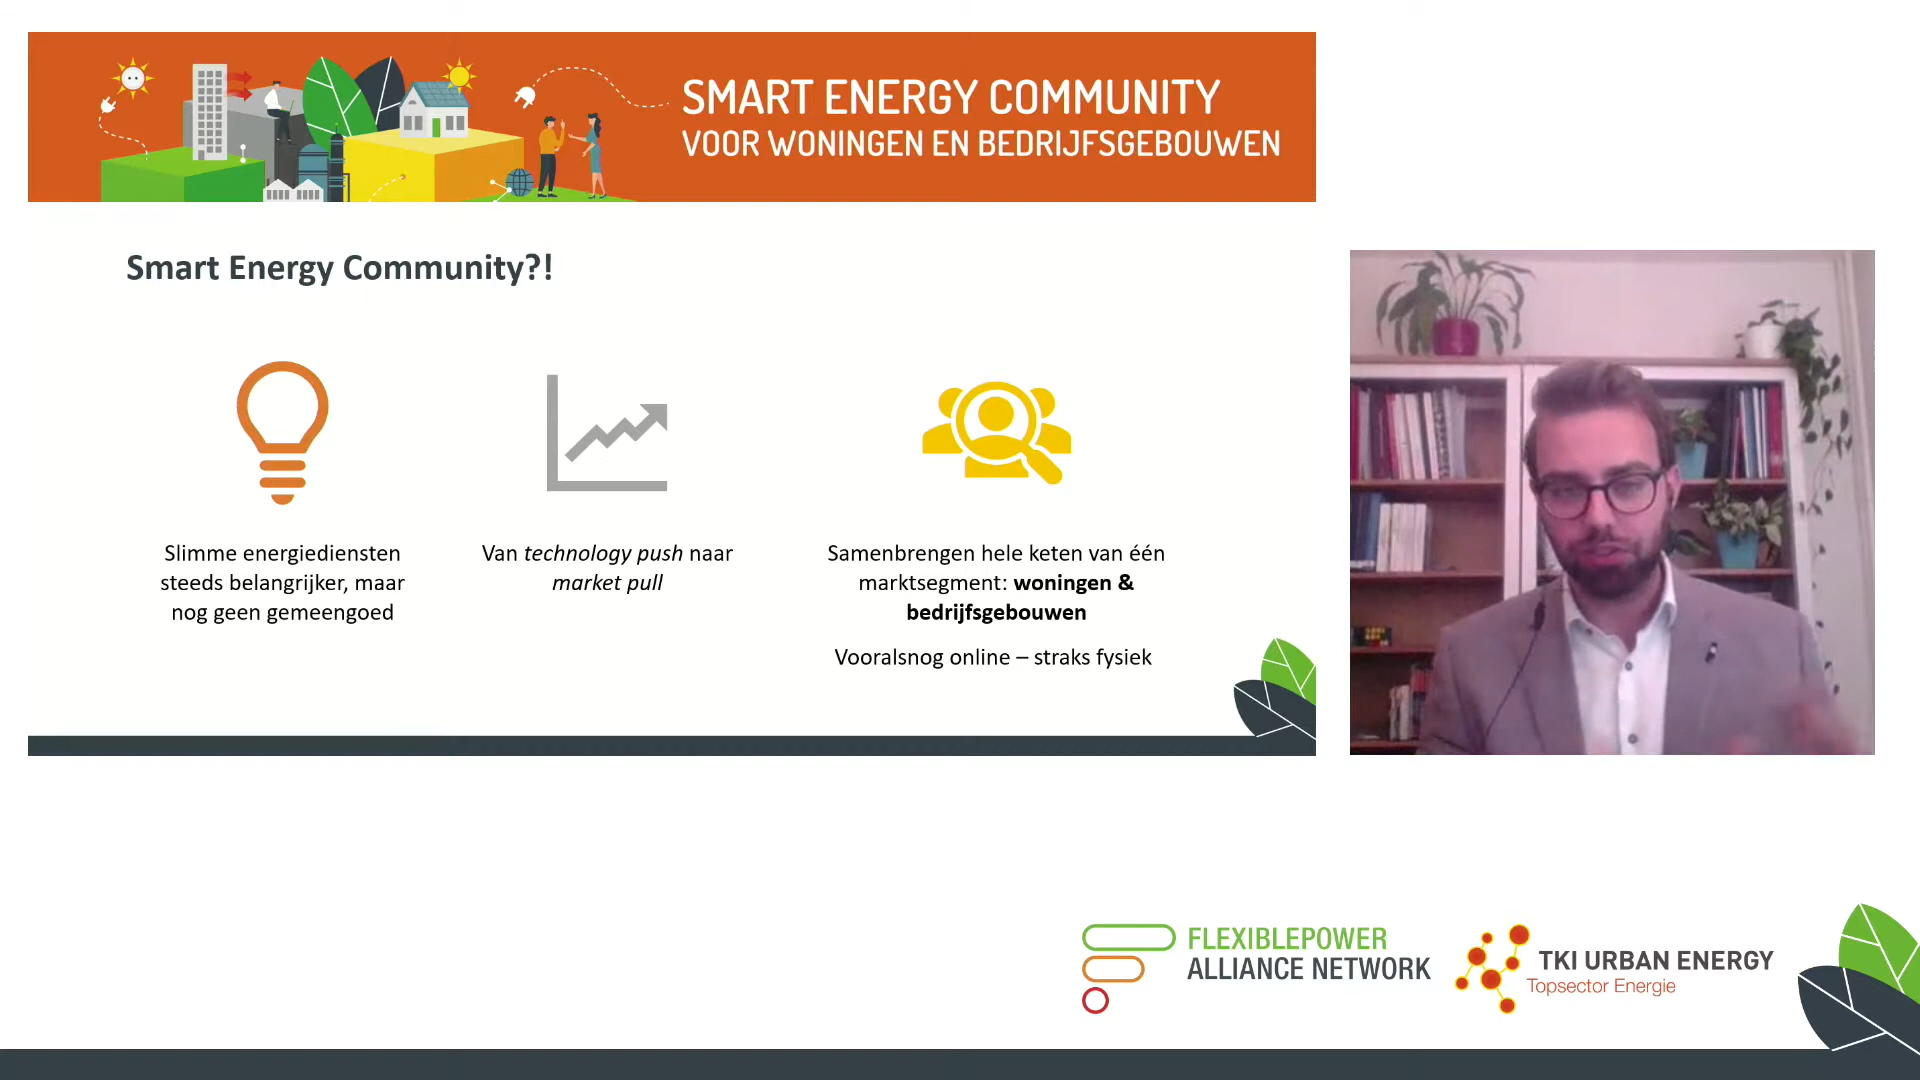 SMART ENERGY COMMUNITY
VOOR WONINGEN EN BEDRIJFSGEBOUWEN
Smart Energy Community?!
Slimme energiediensten
steeds belangrijker, maar
nog geen gemeengoed
Van technology push naar
market pull
Samenbrengen hele keten van één
marktsegment: woningen &
bedrijfsgebouwen
Vooralsnog online – straks fysiek
FLEXIBLEPOWER
ALLIANCE NETWORK
TKI URBAN ENERGY
Topsector Energie